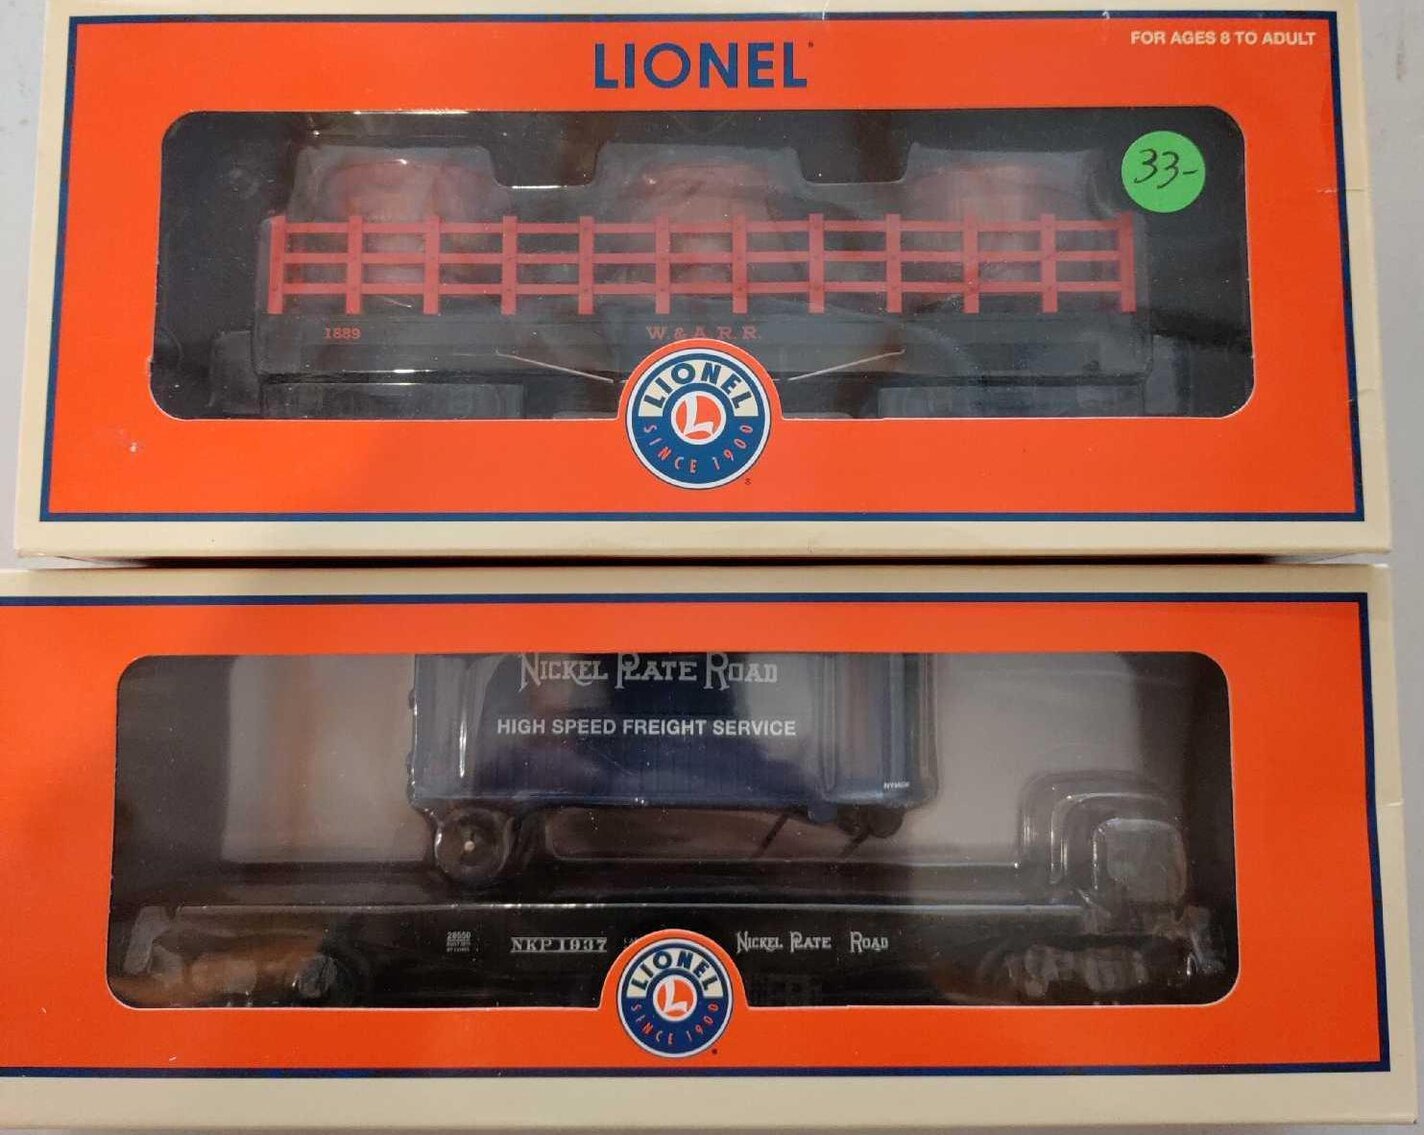 LIONEL
FOR AGES 8 TO ADULT
33-
1889
W. & A. R. R.
LIONEL
L
SINCE 1900
NICKEL PLATE ROAD
HIGH SPEED FREIGHT SERVICE
28550
NKP 1937
NICKEL PLATE ROAD
LIONEL
L
SINCE 1900